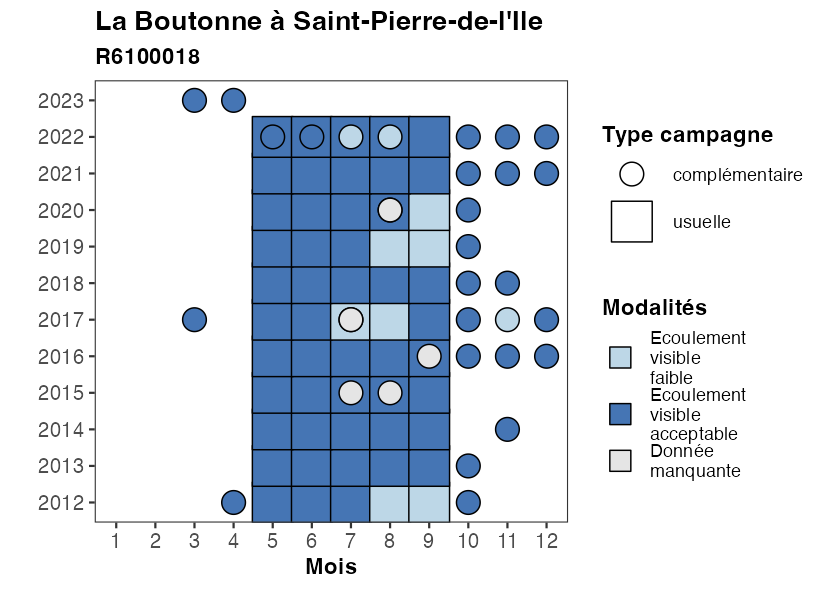 La Boutonne à Saint-Pierre-de-l'Ile
R6100018
2023
2022
2021
2020
2019
2018
2017
2016
2015
2014
2013
2012
1 2 3 4 5 6 7 8 9 10 11 12
Mois
Type campagne
complémentaire
usuelle
Modalités
Ecoulement
visible
faible
Ecoulement
visible
acceptable
Donnée
manquante